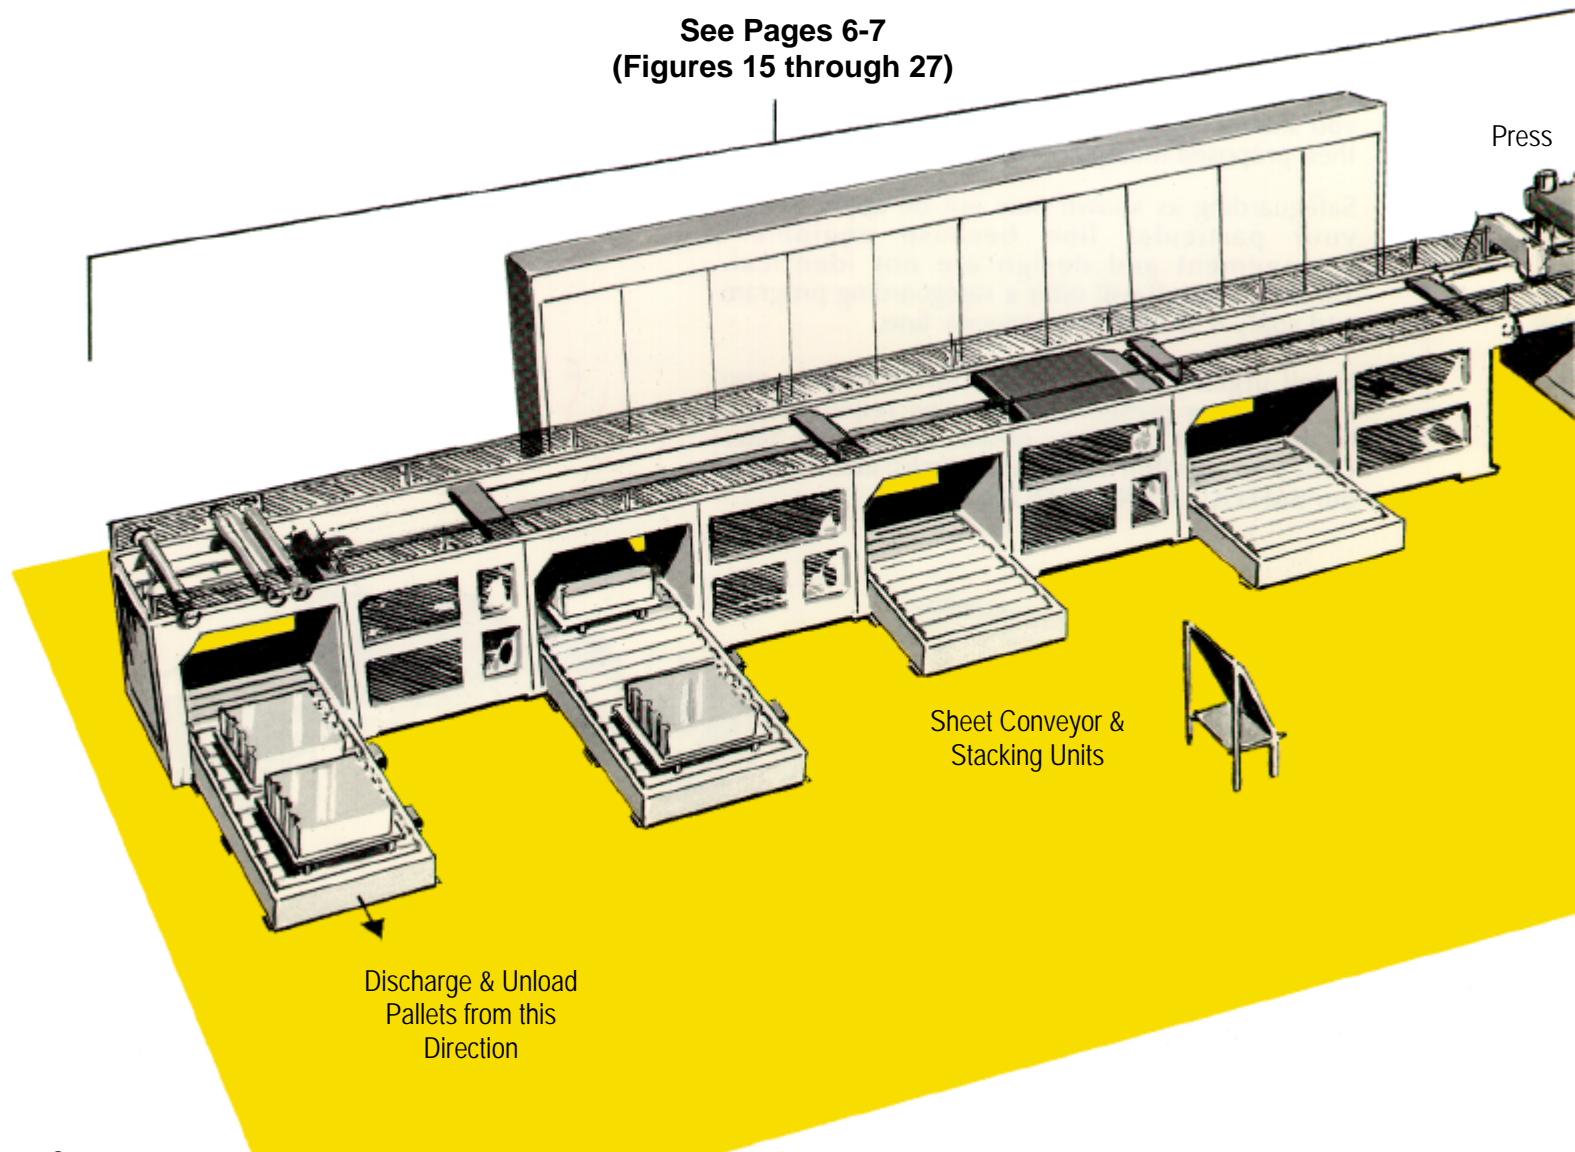 See Pages 6-7
(Figures 15 through 27)
Press
Sheet Conveyor &
Stacking Units
Discharge & Unload
Pallets from this
Direction